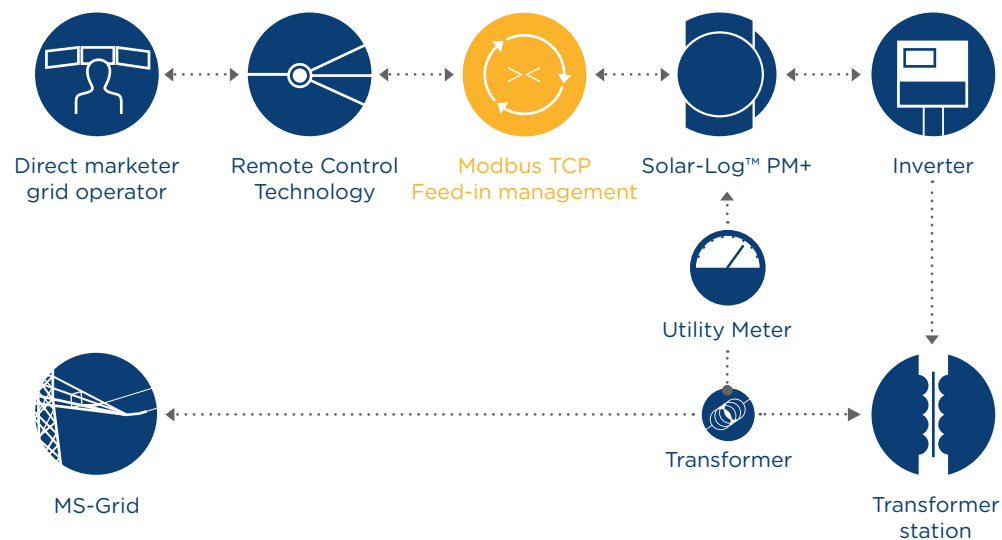 Direct marketer
grid operator
Remote Control
Technology
Modbus TCP
Feed-in management
Solar-Log™ PM+
Inverter
Utility Meter
MS-Grid
Transformer
Transformer
station